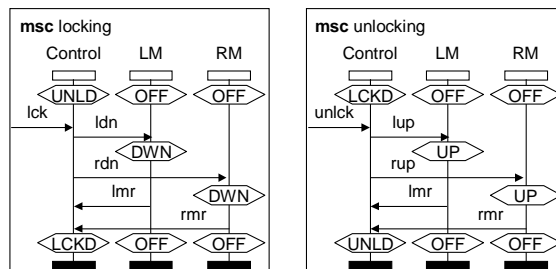 msc locking
Control LM RM
UNLD OFF OFF
lck
ldn
DWN
rdn
lmr
DWN
rmr
LCKD OFF OFF
msc unlocking
Control LM RM
LCKD OFF OFF
unlck
lup
UP
rup
lmr
UP
rmr
UNLD OFF OFF